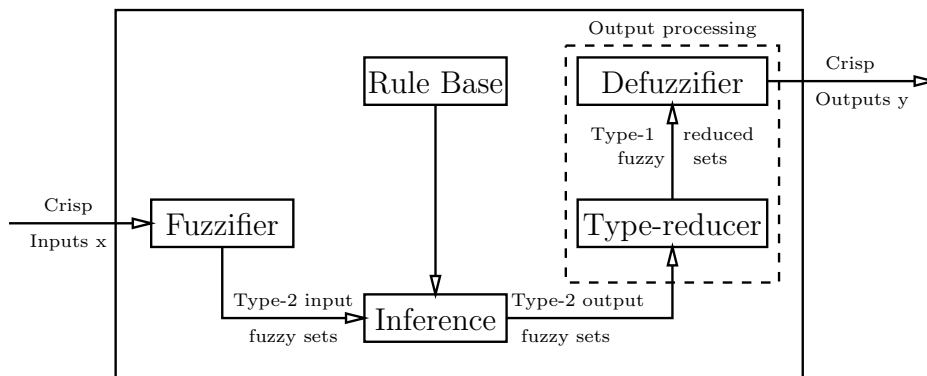 Output processing
Crisp
Rule Base
Defuzzifier
Outputs y
Type-1 reduced
fuzzy sets
Crisp
Fuzzifier
Type-reducer
Inputs x
Type-2 input
Type-2 output
Inference
fuzzy sets
fuzzy sets